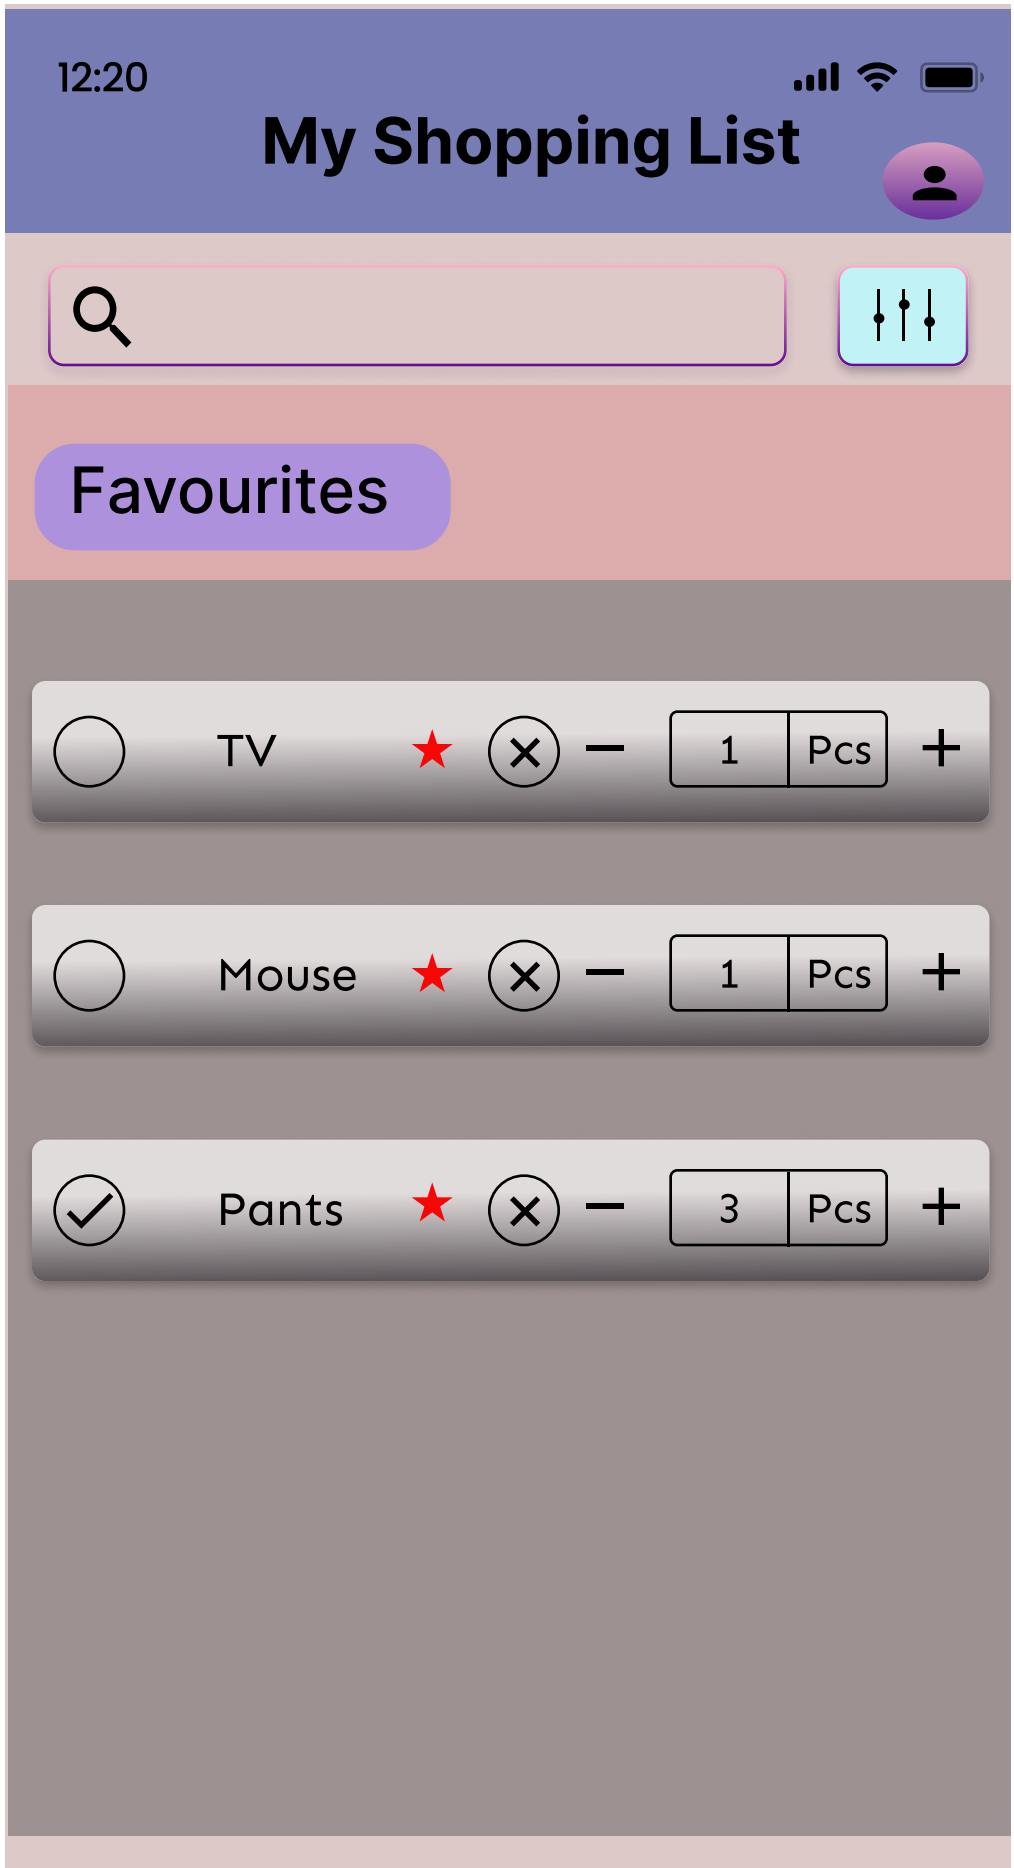 12:20
My Shopping List
Favourites
TV 1 Pcs
Mouse 1 Pcs
Pants 3 Pcs